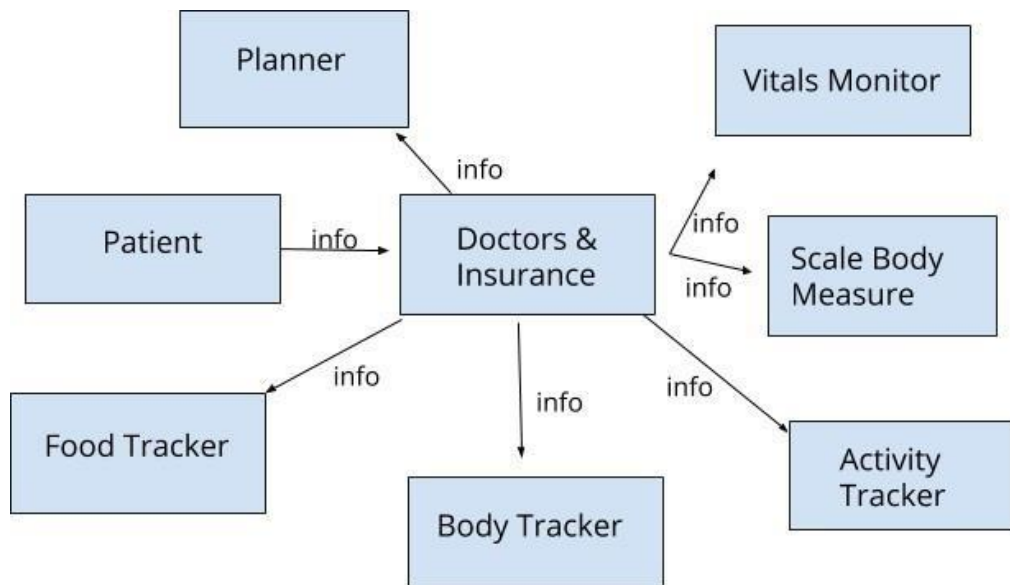 Planner
Vitals Monitor
info
Patient
info
Doctors &
Insurance
info
info
Scale Body
Measure
info
info
info
Food Tracker
Body Tracker
Activity
Tracker